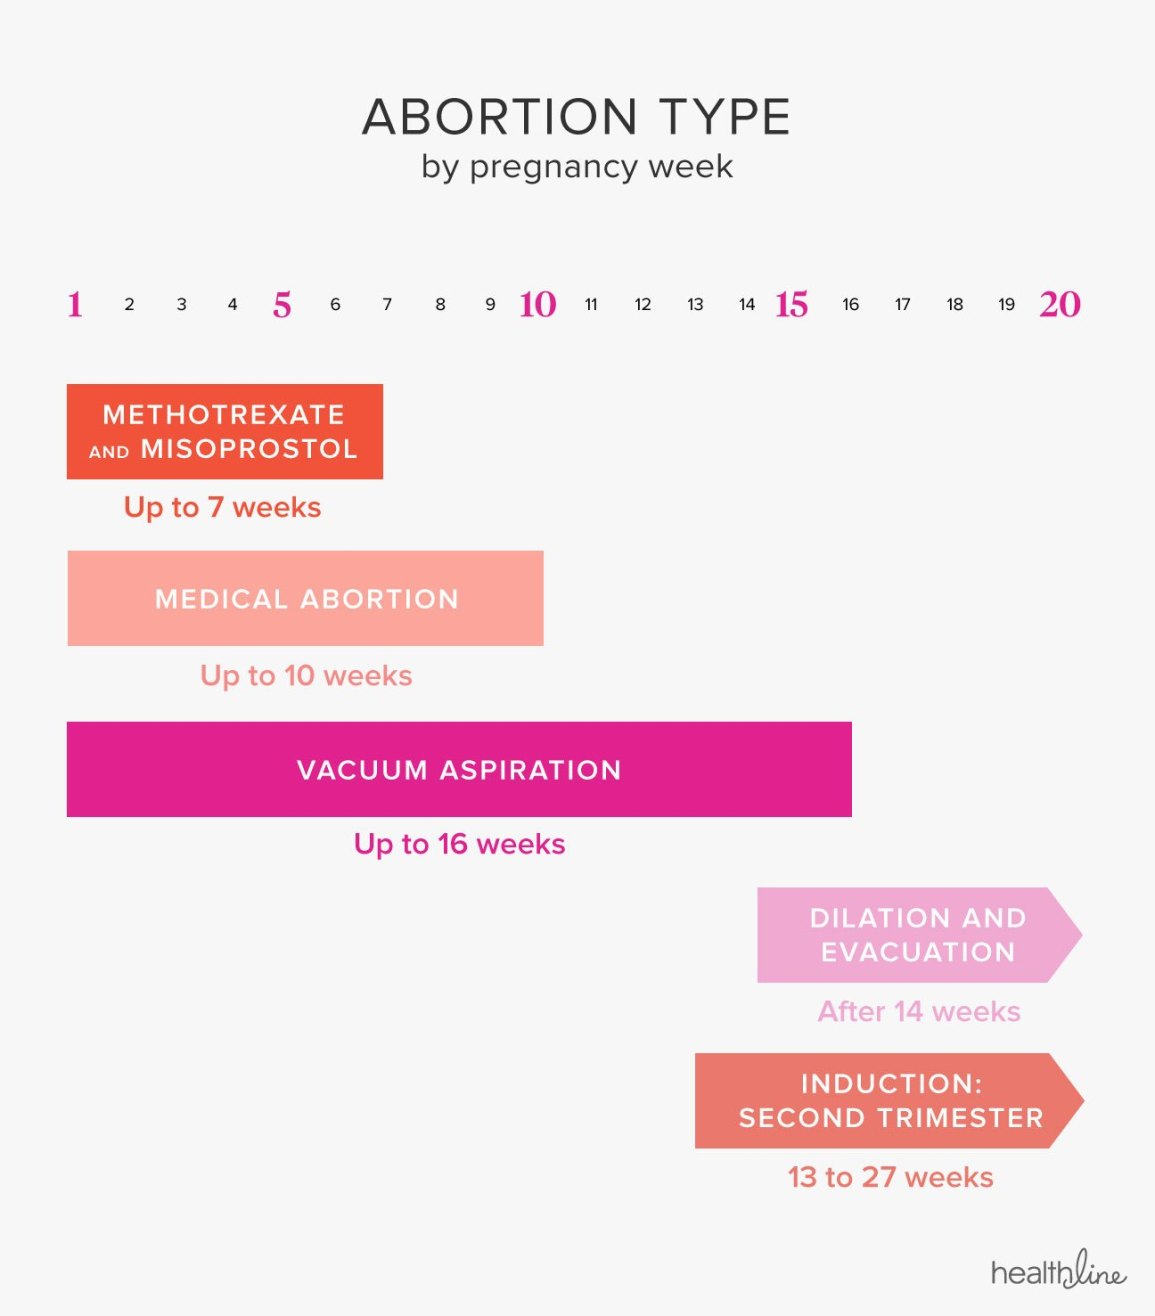 ABORTION TYPE
by pregnancy week
1 2 3 4 5 6 7 8 9 10 11 12 13 14 15 16 17 18 19 20
METHOTREXATE
AND MISOPROSTOL
Up to 7 weeks
MEDICAL ABORTION
Up to 10 weeks
VACUUM ASPIRATION
Up to 16 weeks
DILATION AND
EVACUATION
After 14 weeks
INDUCTION:
SECOND TRIMESTER
13 to 27 weeks
healthline